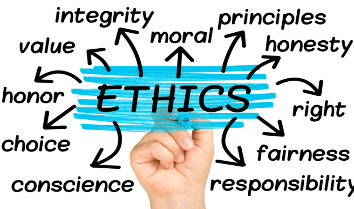 integrity
principles
value
moral
honesty
honor
ETHICS
right
choice
fairness
conscience
responsibility